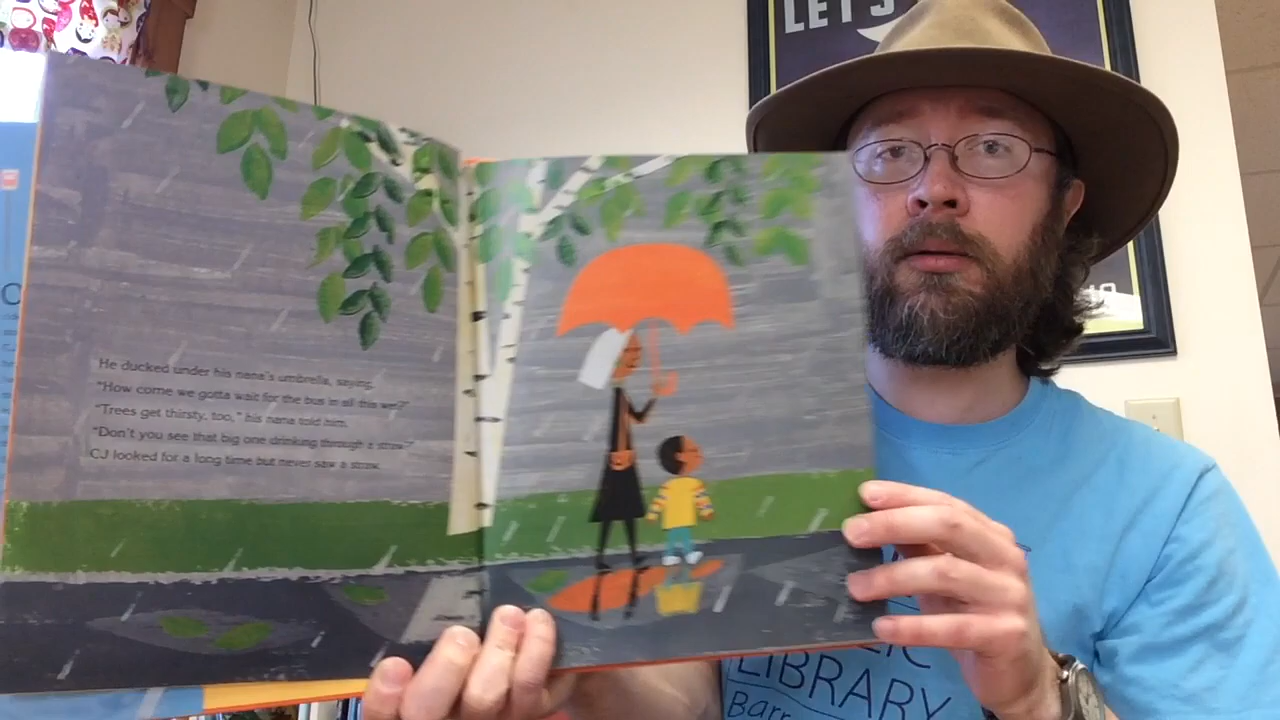 LET'S
He ducked under his nana's umbrella, saying,
"How come we gotta wait for the bus in all this wet?"
"Trees get thirsty, too," his nana told him.
"Don't you see that big one drinking through a straw?"
CJ looked for a long time but never saw a straw.
LIBRARY
Barr